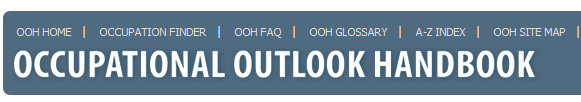 OOH HOME | OCCUPATION FINDER | OOH FAQ | OOH GLOSSARY | A-Z INDEX | OOH SITE MAP |
OCCUPATIONAL OUTLOOK HANDBOOK